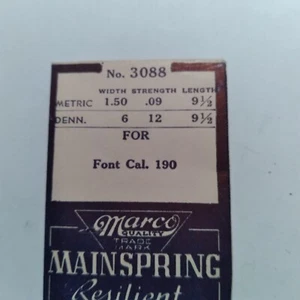 No. 3088
WIDTH STRENGTH LENGTH
METRIC 1.50 .09 9½
DENN. 6 12 9½
FOR
Font Cal. 190
Marco
QUALITY
TRADE
MARK
MAINSPRING
Resilient